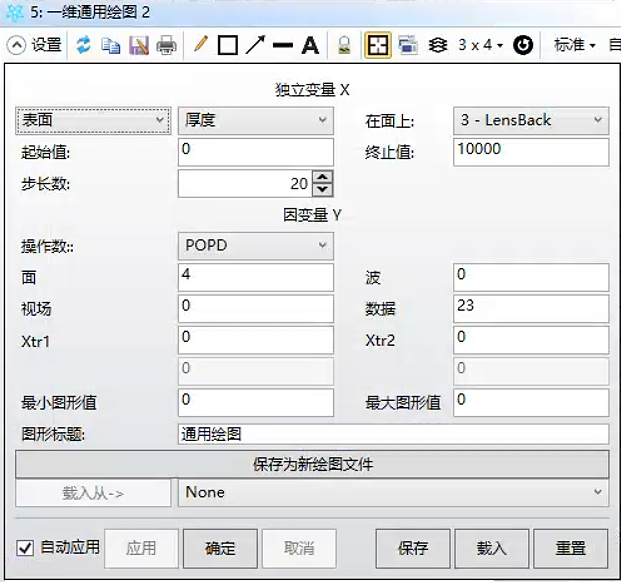 5: 一维通用绘图 2
设置 A 3 x 4 标准 自
独立变量 X
表面 厚度 在面上: 3 - LensBack
起始值: 0 终止值: 10000
步长数: 20
因变量 Y
操作数:: POPD
面 4 波 0
视场 0 数据 23
Xtr1 0 Xtr2 0
0 0
最小图形值 0 最大图形值 0
图形标题: 通用绘图
保存为新绘图文件
载入从-> None
自动应用 应用 确定 取消 保存 载入 重置